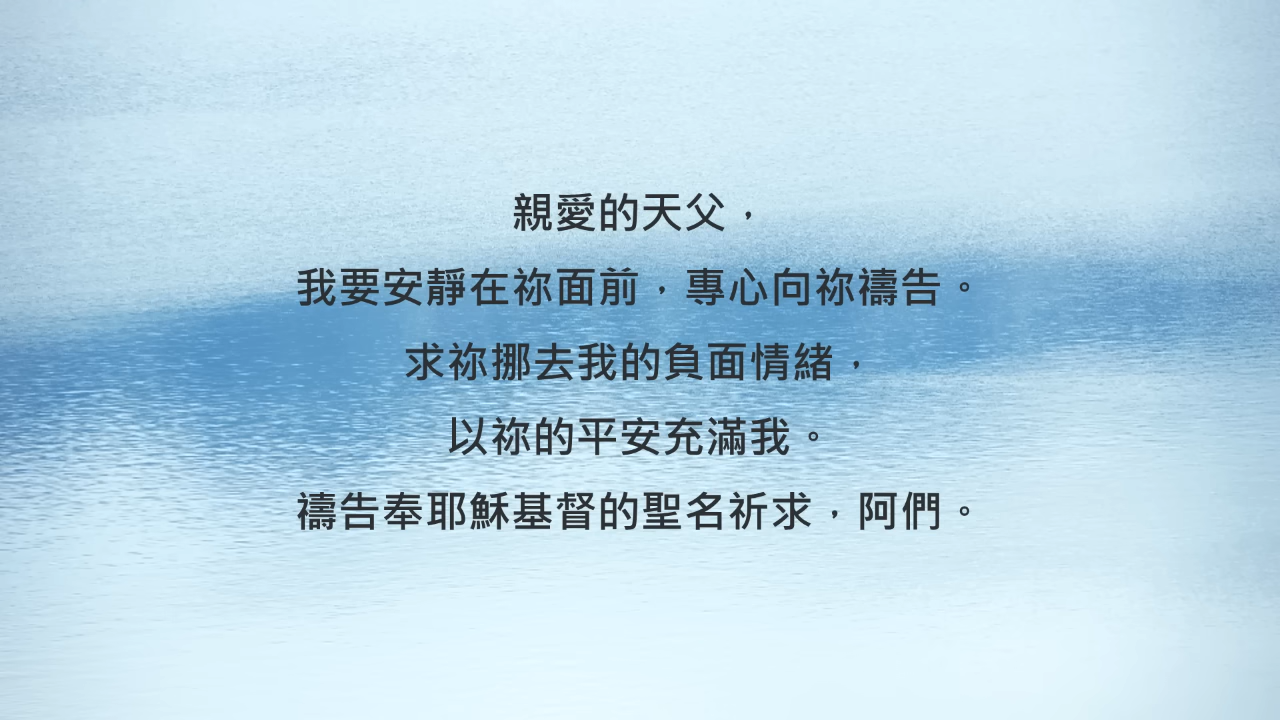 親愛的天父，
我要安靜在祢面前，專心向祢禱告。
求祢挪去我的負面情緒，
以祢的平安充滿我。
禱告奉耶穌基督的聖名祈求，阿們。